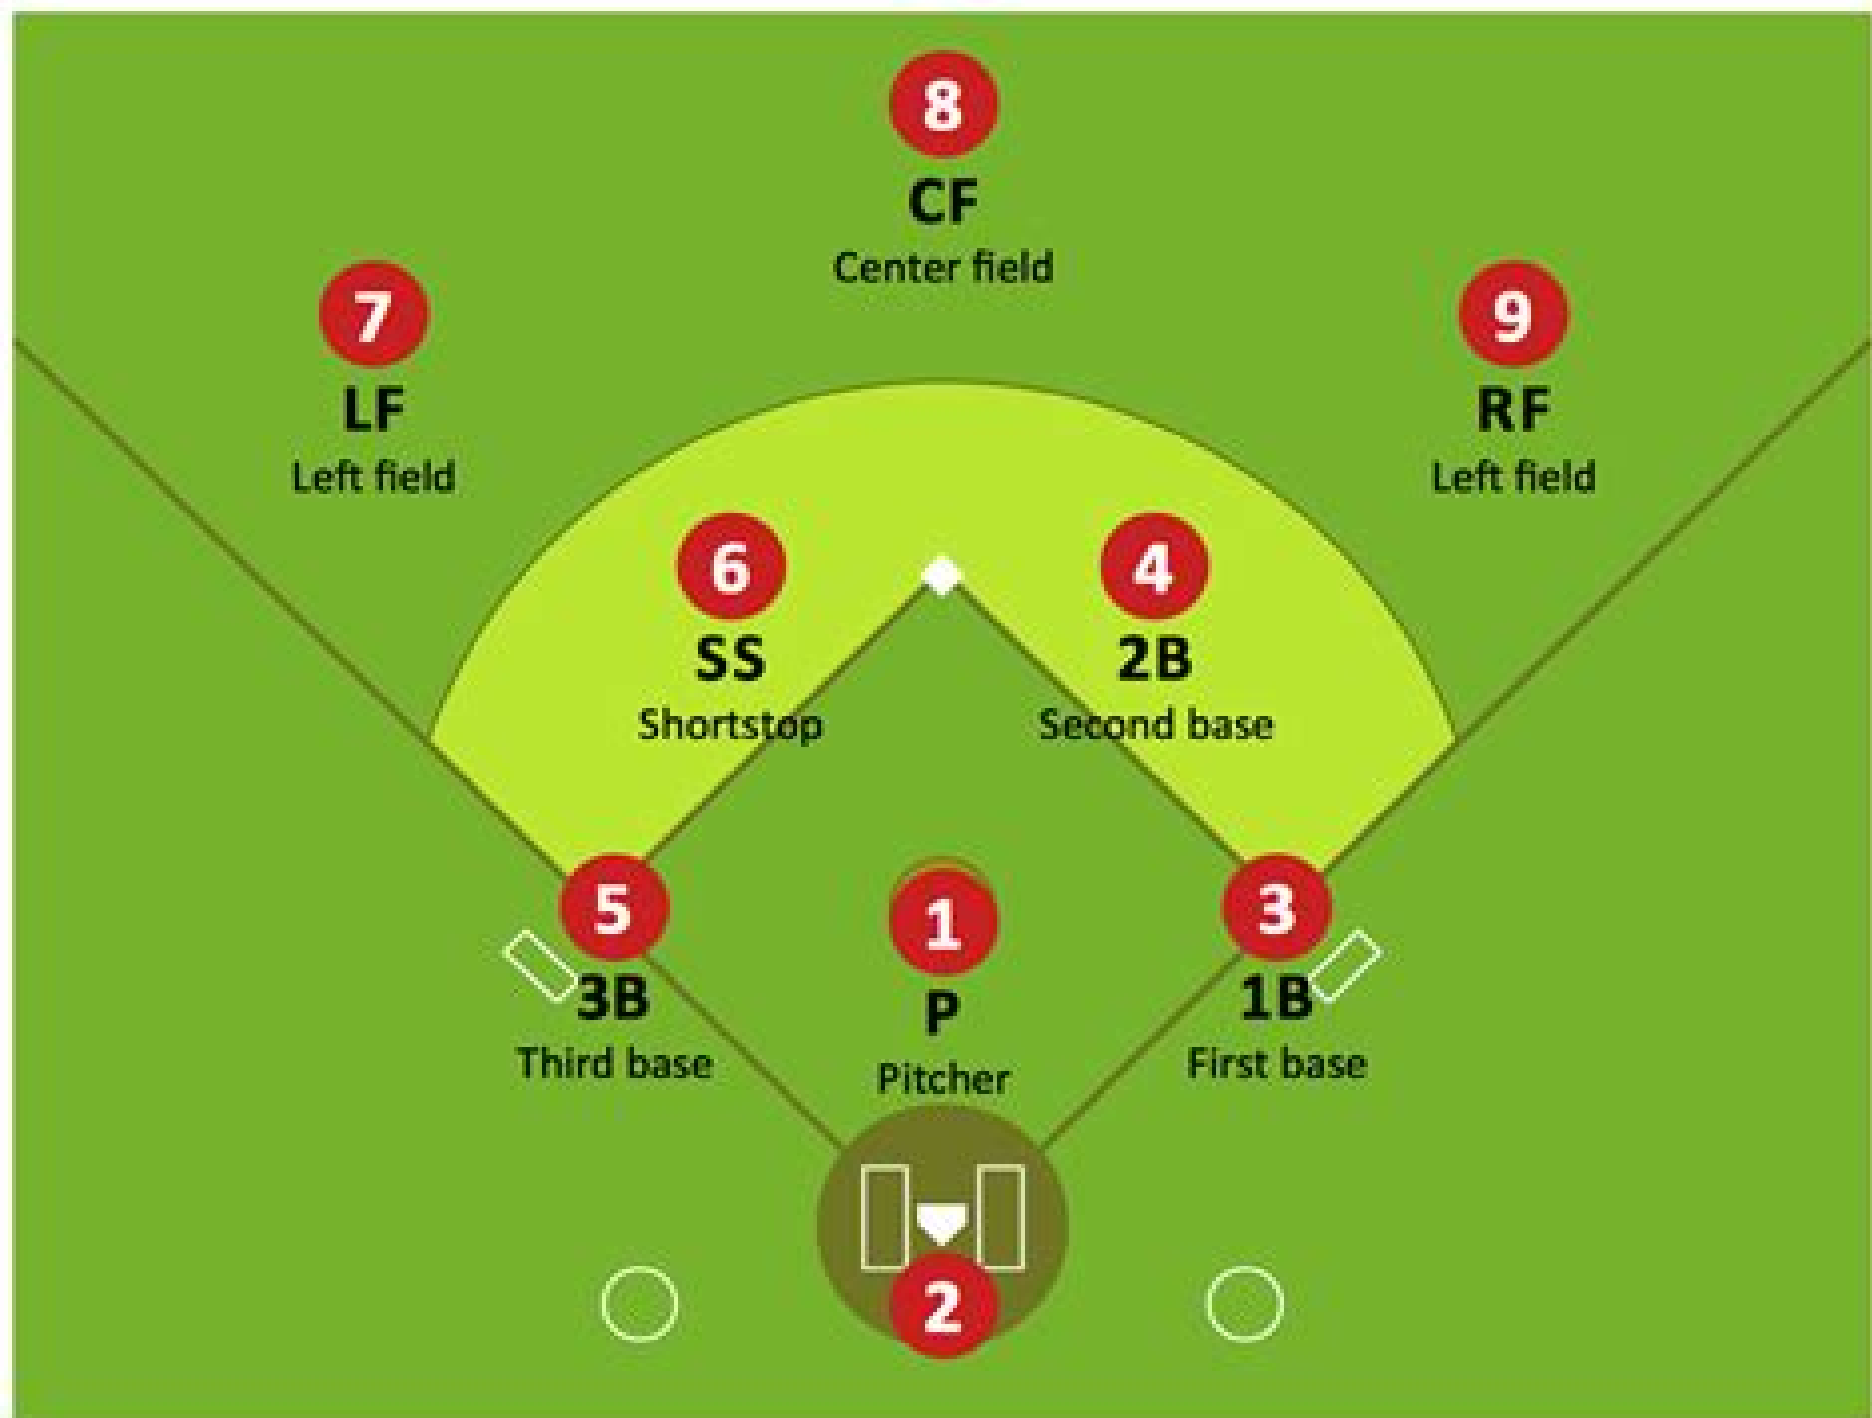 8
CF
Center field
7
LF
Left field
9
RF
Left field
6
SS
Shortstop
4
2B
Second base
5
3B
Third base
1
P
Pitcher
3
1B
First base
2